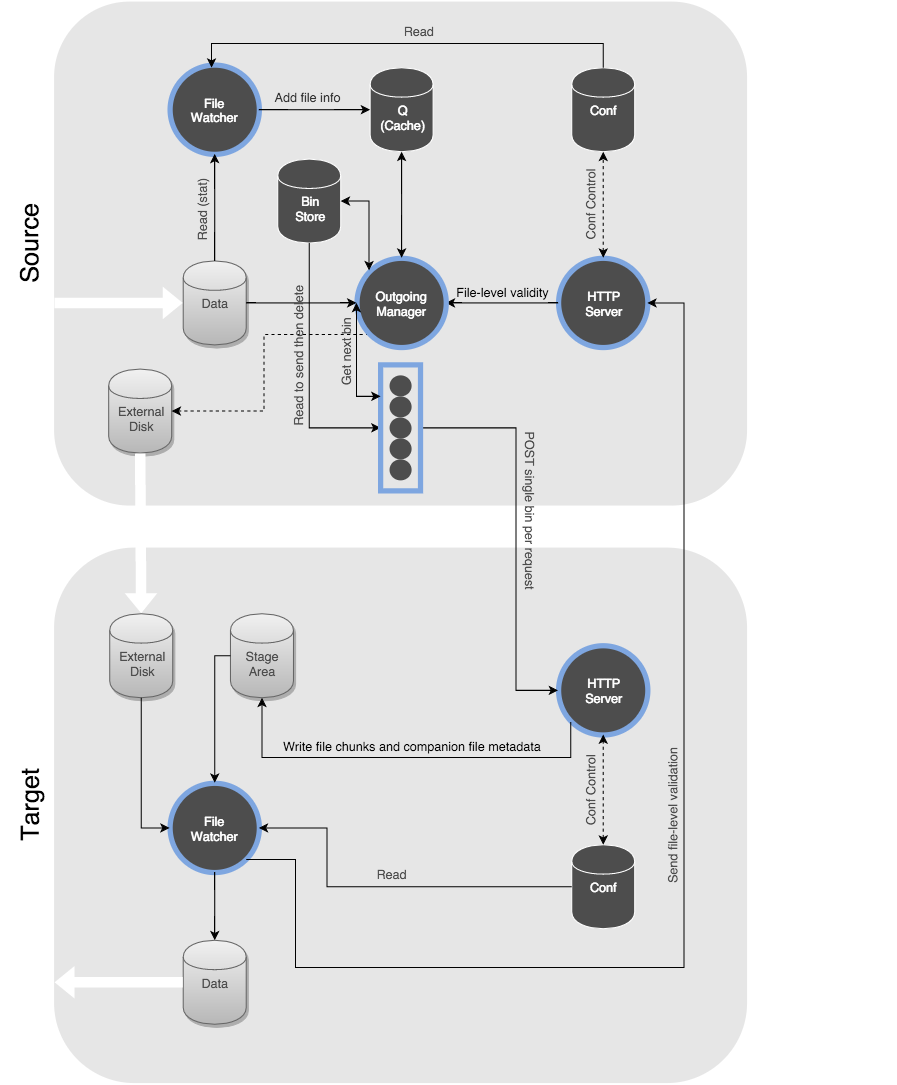 Read
File
Watcher
Add file info
Q
(Cache)
Conf
Read (stat)
Bin
Store
Conf Control
Source
Data
Outgoing
Manager
File-level validity
HTTP
Server
Read to send then delete
Get next bin
External
Disk
POST single bin per request
External
Disk
Stage
Area
HTTP
Server
Write file chunks and companion file metadata
Target
File
Watcher
Conf Control
Send file-level validation
Read
Conf
Data